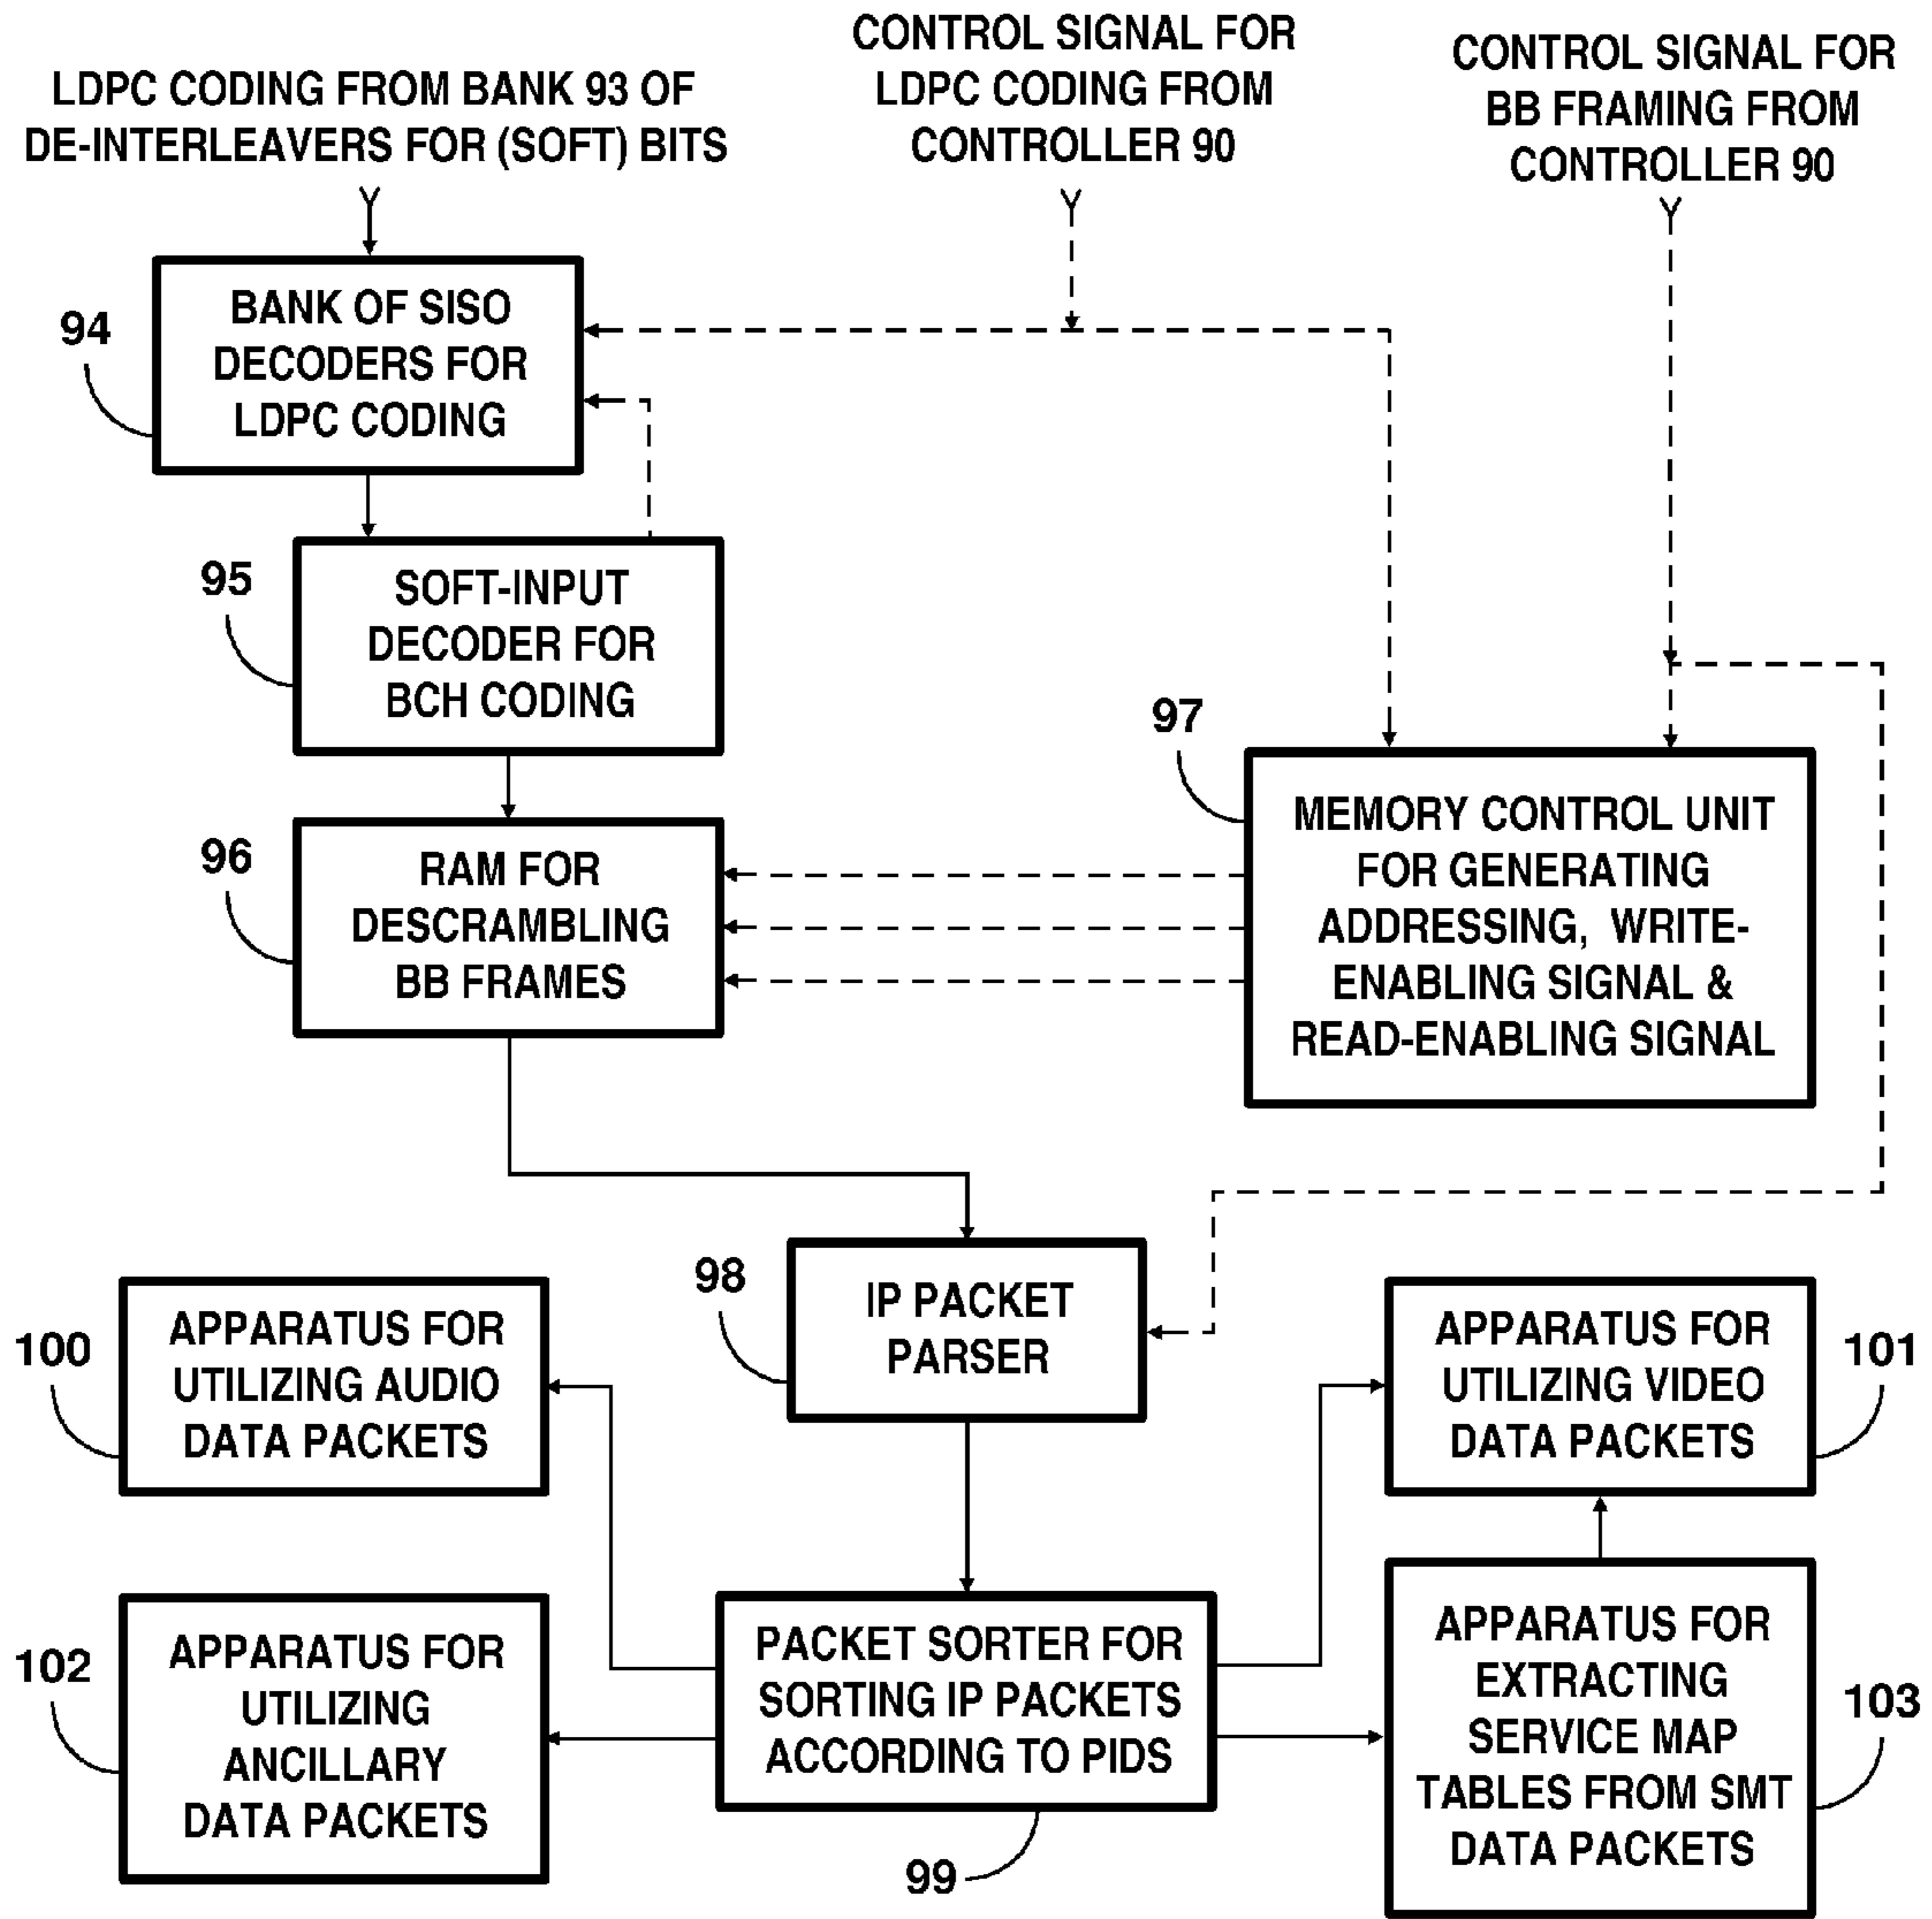 LDPC CODING FROM BANK 93 OF
DE-INTERLEAVERS FOR (SOFT) BITS
CONTROL SIGNAL FOR
LDPC CODING FROM
CONTROLLER 90
CONTROL SIGNAL FOR
BB FRAMING FROM
CONTROLLER 90
94
BANK OF SISO
DECODERS FOR
LDPC CODING
95
SOFT-INPUT
DECODER FOR
BCH CODING
96
RAM FOR
DESCRAMBLING
BB FRAMES
97
MEMORY CONTROL UNIT
FOR GENERATING
ADDRESSING, WRITE-
ENABLING SIGNAL &
READ-ENABLING SIGNAL
98
IP PACKET
PARSER
100
APPARATUS FOR
UTILIZING AUDIO
DATA PACKETS
APPARATUS FOR
UTILIZING VIDEO
DATA PACKETS
101
102
APPARATUS FOR
UTILIZING
ANCILLARY
DATA PACKETS
PACKET SORTER FOR
SORTING IP PACKETS
ACCORDING TO PIDS
99
APPARATUS FOR
EXTRACTING
SERVICE MAP
TABLES FROM SMT
DATA PACKETS
103